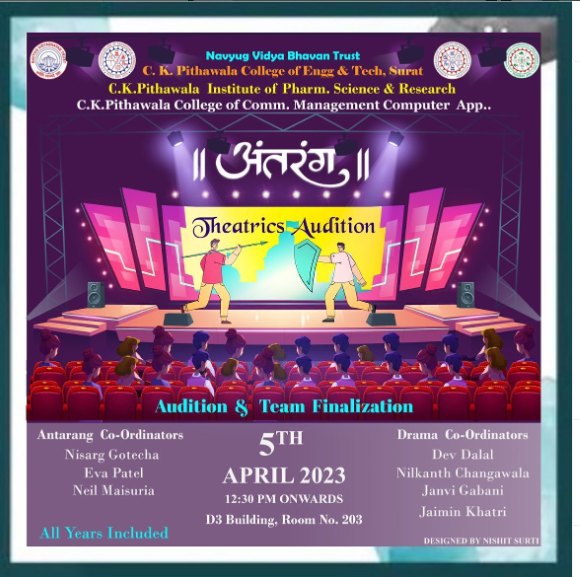 Navyug Vidya Bhavan Trust
C. K. Pithawala College of Engg & Tech, Surat
C.K.Pithawala Institute of Pharm. Science & Research
C.K.Pithawala College of Comm. Management Computer App..
॥ अंतरंग ॥
Theatrics Audition
Audition & Team Finalization
Antarang Co-Ordinators
Nisarg Gotecha
Eva Patel
Neil Maisuria
5TH
APRIL 2023
12:30 PM ONWARDS
D3 Building, Room No. 203
Drama Co-Ordinators
Dev Dalal
Nilkanth Changawala
Janvi Gabani
Jaimin Khatri
All Years Included
DESIGNED BY NISHIT SURTI